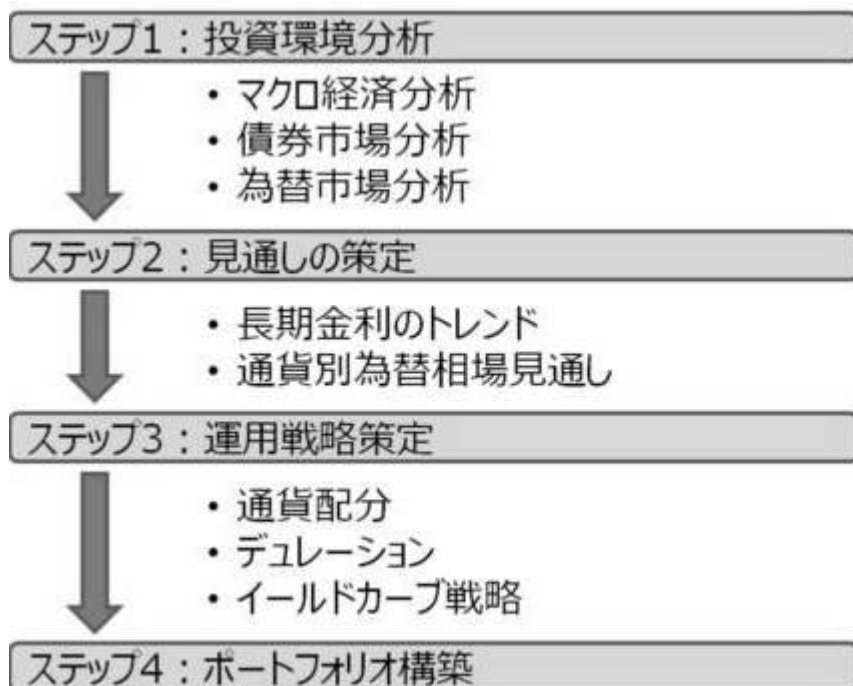 ステップ1：投資環境分析
・マクロ経済分析
・債券市場分析
・為替市場分析
ステップ2：見通しの策定
・長期金利のトレンド
・通貨別為替相場見通し
ステップ3：運用戦略策定
・通貨配分
・デュレーション
・イールドカーブ戦略
ステップ4：ポートフォリオ構築